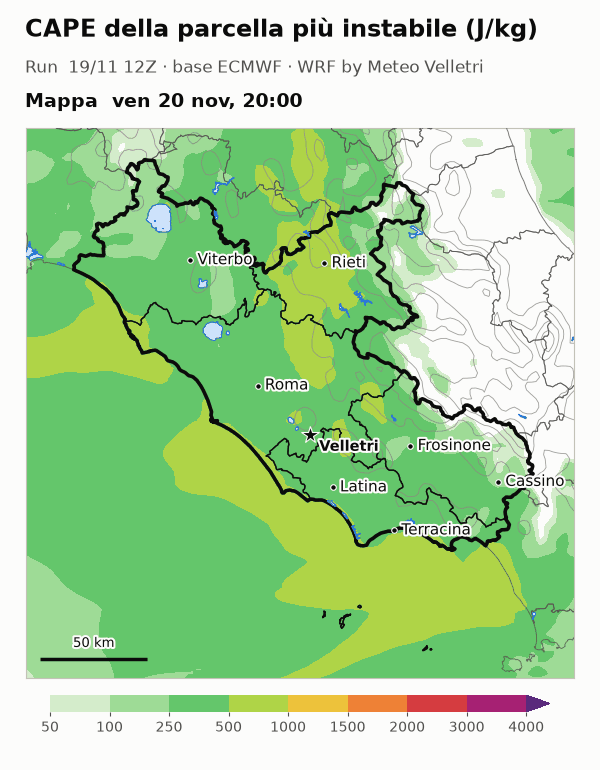 CAPE della parcella più instabile (J/kg)
Run  19/11 12Z · base ECMWF · WRF by Meteo Velletri
Mappa  ven 20 nov, 20:00
Viterbo
Rieti
Roma
Velletri
Frosinone
Latina
Cassino
Terracina
50 km
50 100 250 500 1000 1500 2000 3000 4000